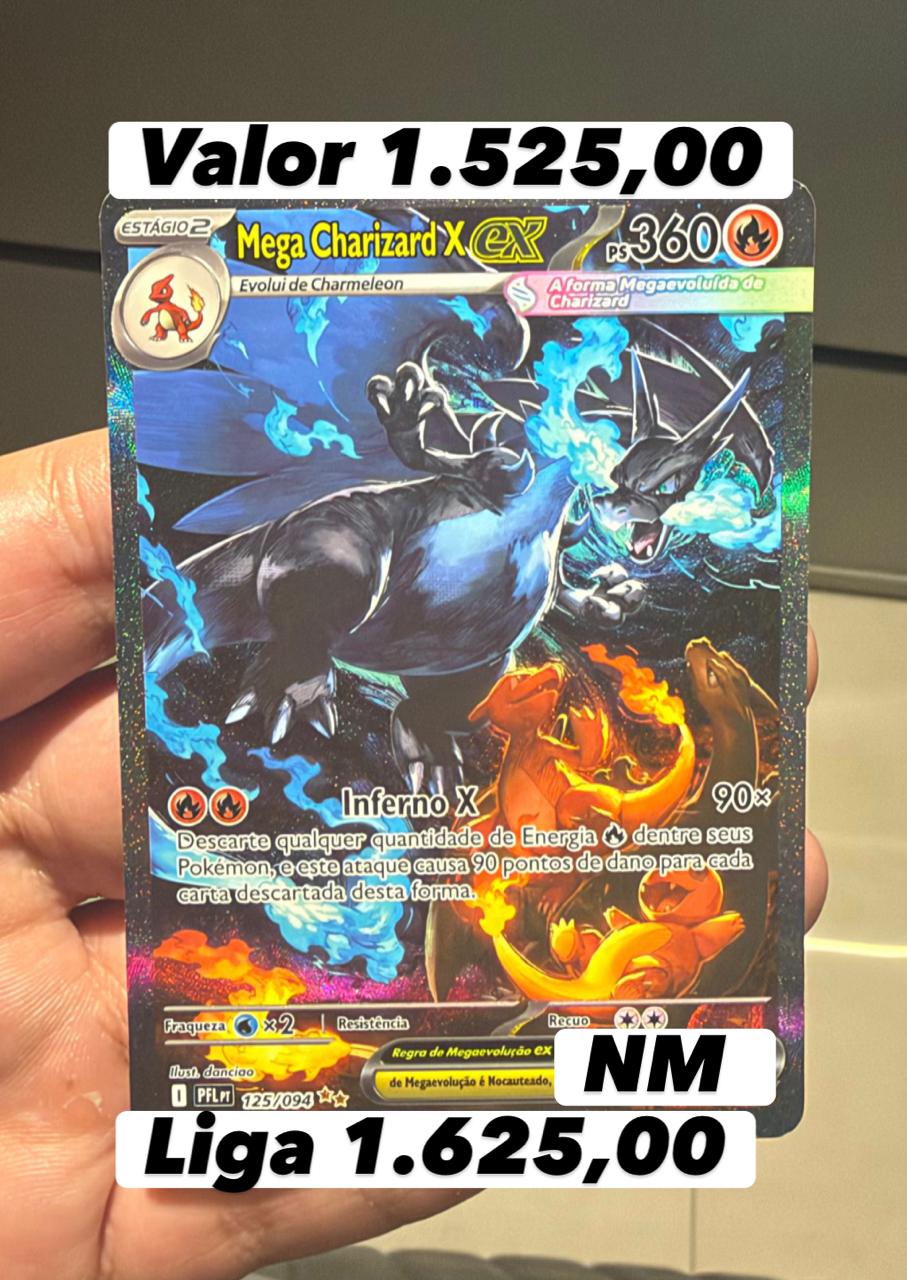 Valor 1.525,00
ESTÁGIO 2
Mega Charizard X ex
PS 360
Evolui de Charmeleon
A forma Megaevoluída de
Charizard
Inferno X 90x
Descarte qualquer quantidade de Energia dentre seus
Pokémon, e este ataque causa 90 pontos de dano para cada
carta descartada desta forma.
Fraqueza x2 Resistência Recuo
Regra de Megaevolução ex
de Megaevolução é Nocauteado,
NM
Ilust. danciao
I PFL PT 125/094
Liga 1.625,00